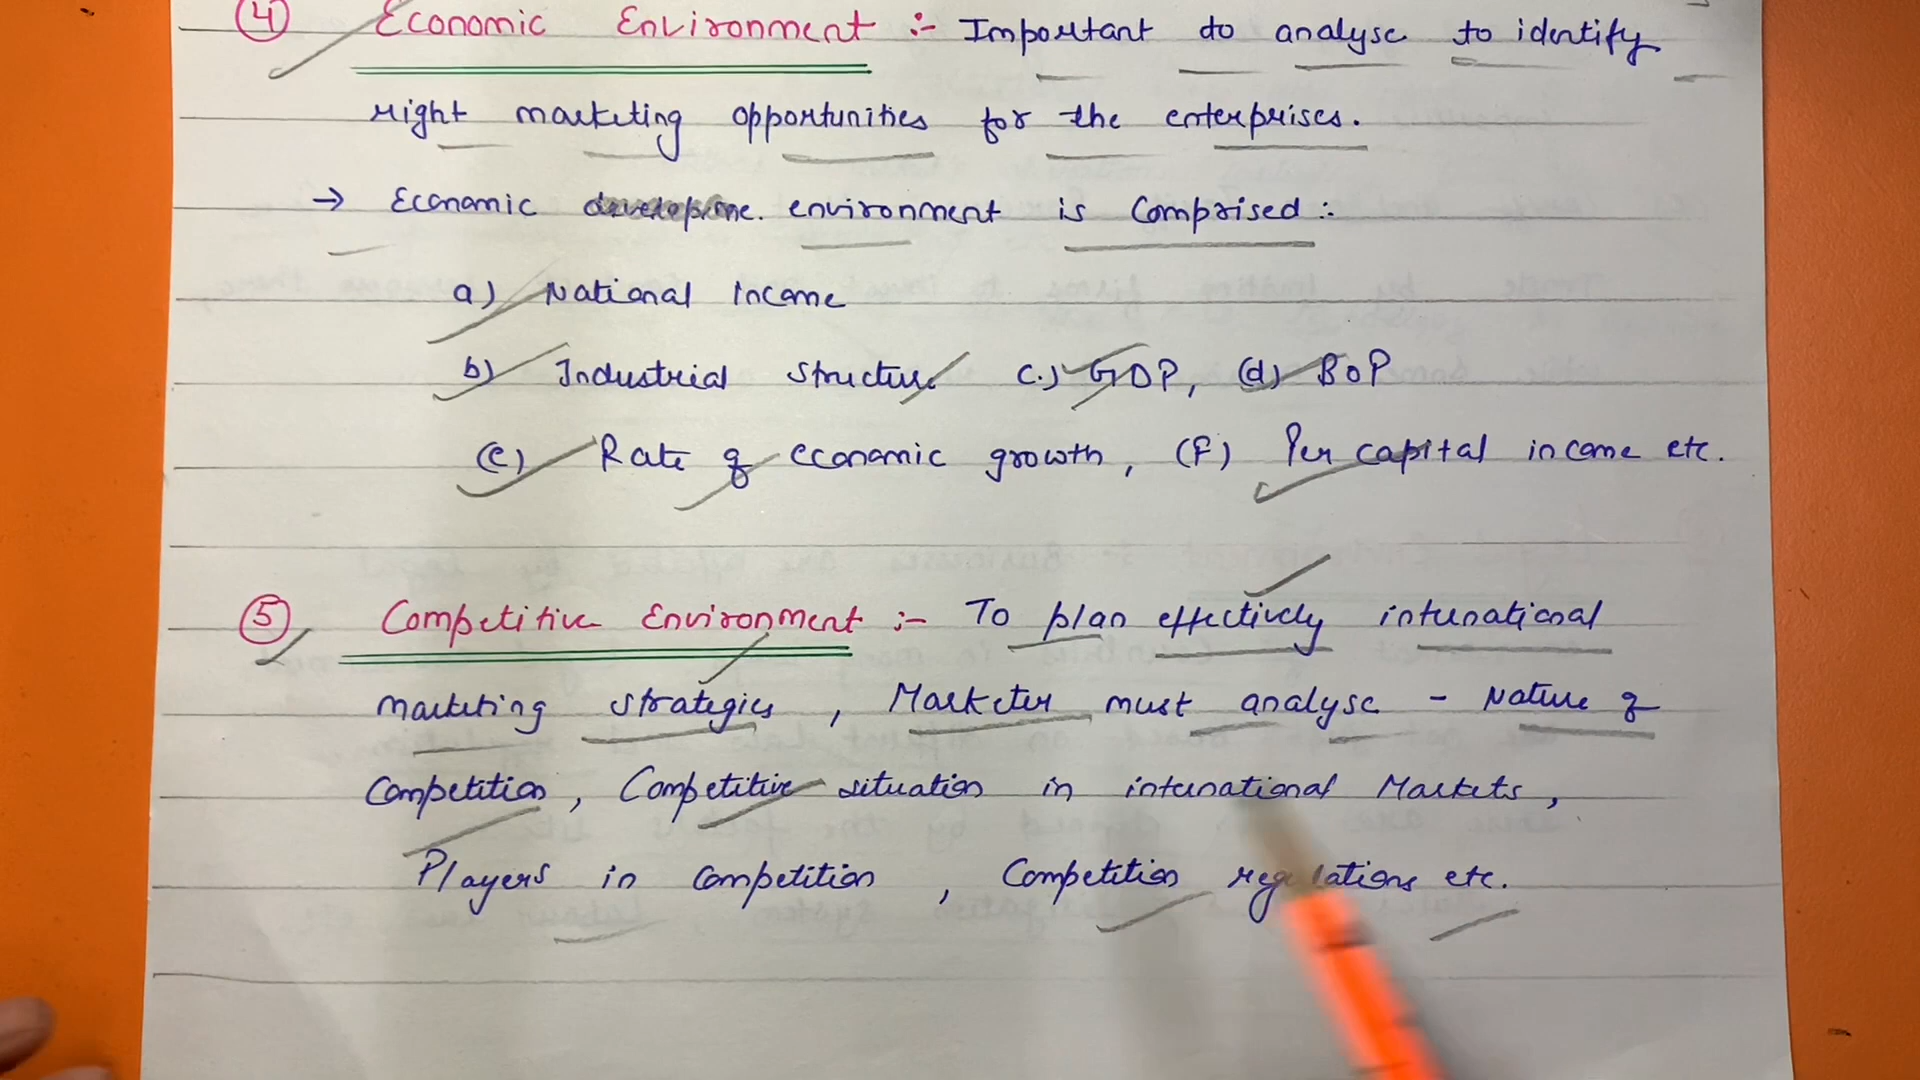 ④ Economic Environment :- Important to analyse to identify
right marketing opportunities for the enterprises.
→ Economic environment is comprised :-
a) National Income
b) Industrial structure c.) GDP, (d) BOP
(e) Rate of economic growth, (F) Per capital income etc.
⑤ Competitive Environment :- To plan effectively international
marketing strategies, Marketer must analyse - Nature of
Competition, Competitive situation in international Markets,
Players in competition, Competition regulations etc.